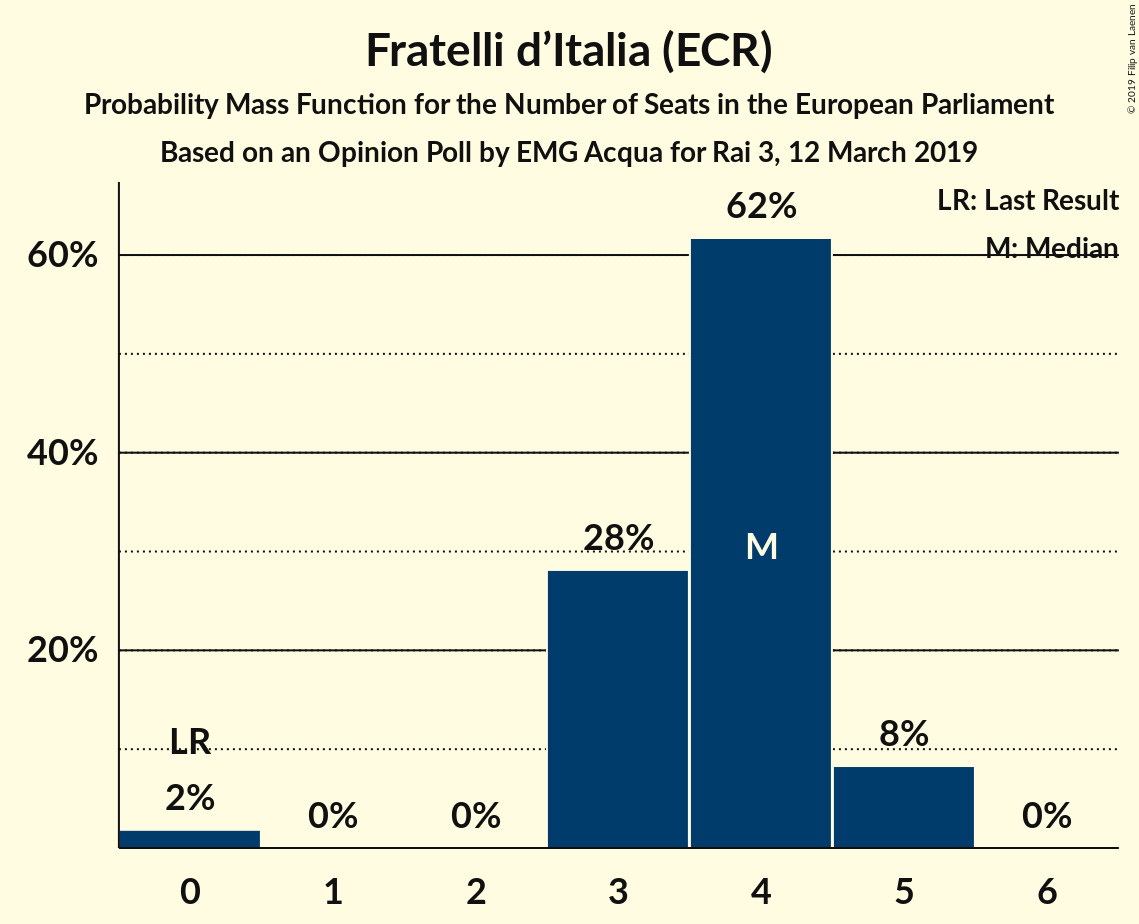 Fratelli d’Italia (ECR)
Probability Mass Function for the Number of Seats in the European Parliament
Based on an Opinion Poll by EMG Acqua for Rai 3, 12 March 2019
© 2019 Filip van Laenen
LR: Last Result
M: Median
62%
60%
40%
28%
M
20%
LR
8%
2%
0%
0%
0%
0 1 2 3 4 5 6